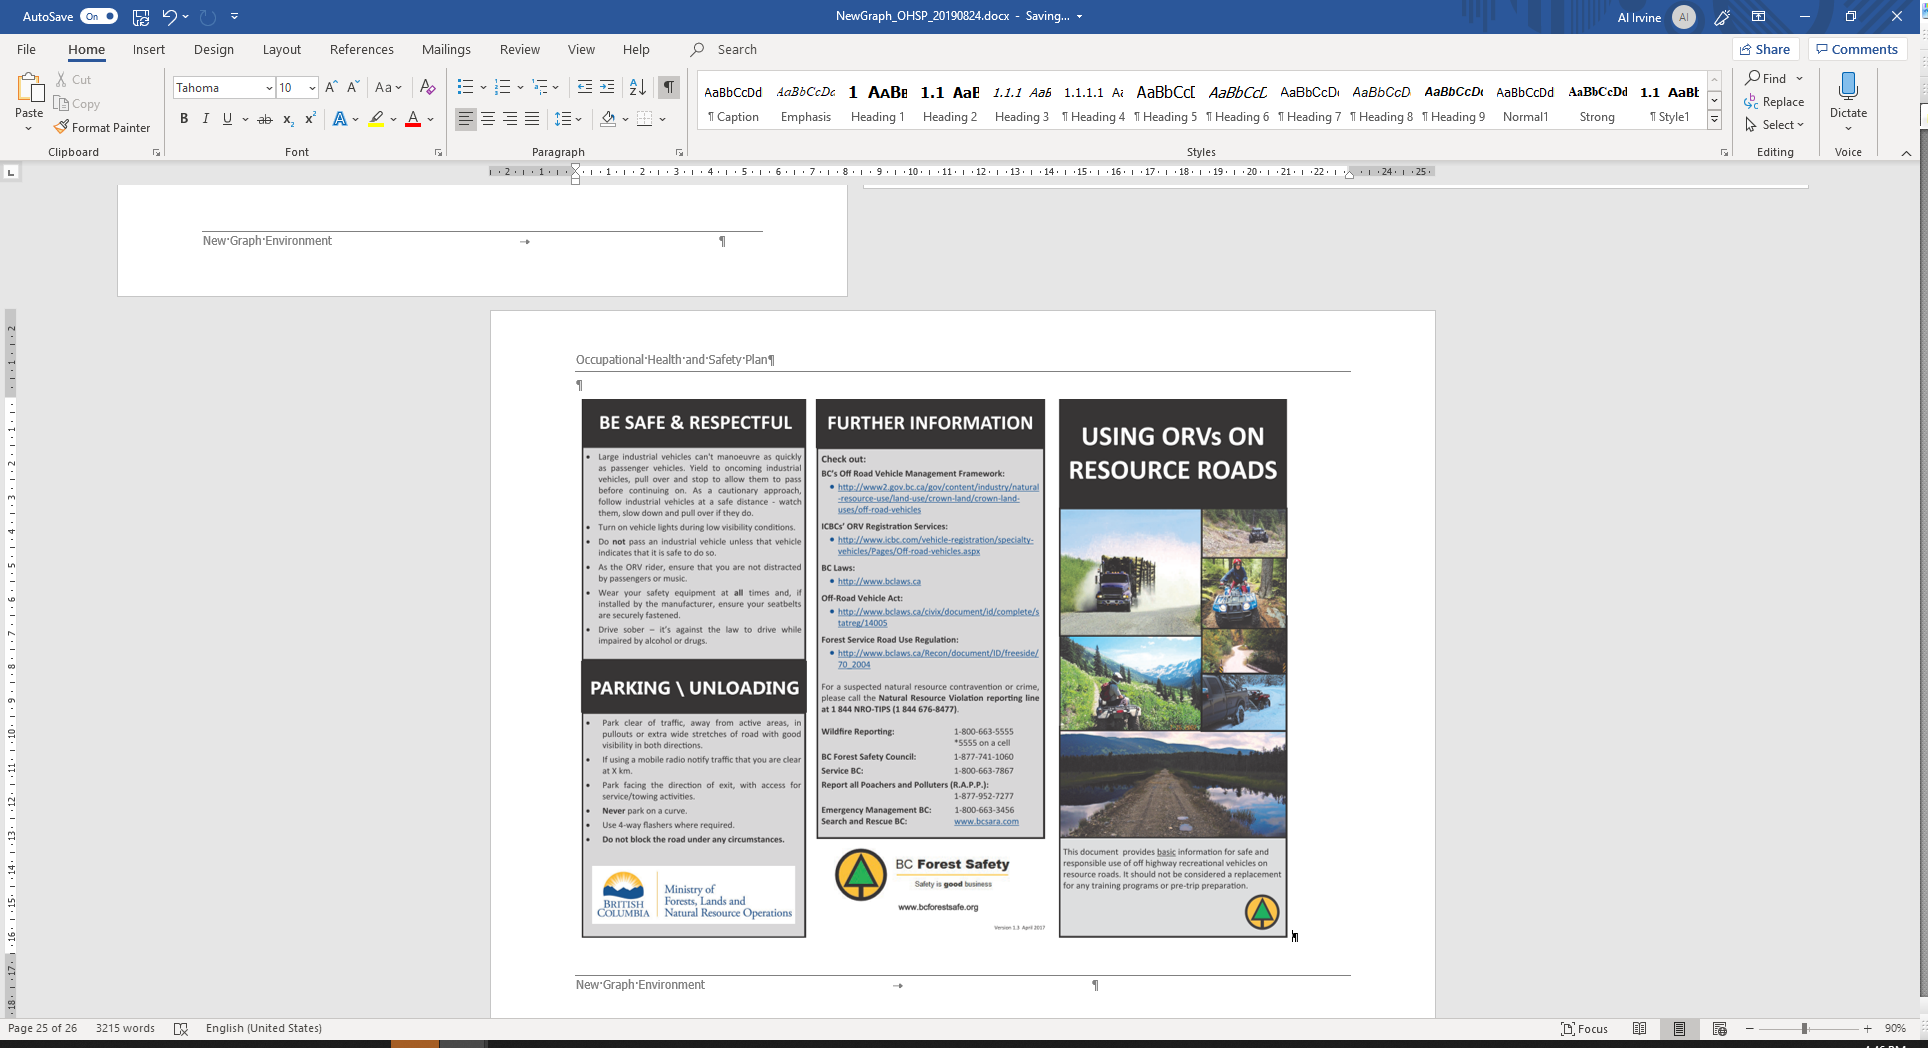 AutoSave On NewGraph_OHSP_20190824.docx - Saving... Al Irvine AI
File Home Insert Design Layout References Mailings Review View Help Search Share Comments
Paste
Cut
Copy
Format Painter
Clipboard
Tahoma 10
Font
Paragraph
AaBbCcDd AaBbCcDc 1 AaBb 1.1 AaB 1.1.1 AaB 1.1.1.1 Aa AaBbCcD AaBbCcD AaBbCcDd AaBbCcD AaBbCcDd AaBbCcDd AaBbCcDd 1.1 AaBb
¶ Caption Emphasis Heading 1 Heading 2 Heading 3 ¶ Heading 4 ¶ Heading 5 ¶ Heading 6 ¶ Heading 7 ¶ Heading 8 ¶ Heading 9 Normal1 Strong ¶ Style1
Styles
Find
Replace
Select
Editing
Dictate
Voice
New·Graph·Environment → ¶
Occupational·Health·and·Safety·Plan¶
¶
BE SAFE & RESPECTFUL
• Large industrial vehicles can't manoeuvre as quickly
as passenger vehicles. Yield to oncoming industrial
vehicles, pull over and stop to allow them to pass
before continuing on. As a cautionary approach,
follow industrial vehicles at a safe distance - watch
them, slow down and pull over if they do.
• Turn on vehicle lights during low visibility conditions.
• Do not pass an industrial vehicle unless that vehicle
indicates that it is safe to do so.
• As the ORV rider, ensure that you are not distracted
by passengers or music.
• Wear your safety equipment at all times and, if
installed by the manufacturer, ensure your seatbelts
are securely fastened.
• Drive sober – it's against the law to drive while
impaired by alcohol or drugs.
PARKING \ UNLOADING
• Park clear of traffic, away from active areas, in
pullouts or extra wide stretches of road with good
visibility in both directions.
• If using a mobile radio notify traffic that you are clear
at X km.
• Park facing the direction of exit, with access for
service/towing activities.
• Never park on a curve.
• Use 4-way flashers where required.
• Do not block the road under any circumstances.
BRITISH
COLUMBIA
Ministry of
Forests, Lands and
Natural Resource Operations
FURTHER INFORMATION
Check out:
BC's Off Road Vehicle Management Framework:
• http://www2.gov.bc.ca/gov/content/industry/natural
-resource-use/land-use/crown-land/crown-land-
uses/off-road-vehicles
ICBCs' ORV Registration Services:
• http://www.icbc.com/vehicle-registration/specialty-
vehicles/Pages/Off-road-vehicles.aspx
BC Laws:
• http://www.bclaws.ca
Off-Road Vehicle Act:
• http://www.bclaws.ca/civix/document/id/complete/s
tatreg/14005
Forest Service Road Use Regulation:
• http://www.bclaws.ca/Recon/document/ID/freeside/
70_2004
For a suspected natural resource contravention or crime,
please call the Natural Resource Violation reporting line
at 1 844 NRO-TIPS (1 844 676-8477).
Wildfire Reporting: 1-800-663-5555
*5555 on a cell
BC Forest Safety Council: 1-877-741-1060
Service BC: 1-800-663-7867
Report all Poachers and Polluters (R.A.P.P.):
1-877-952-7277
Emergency Management BC: 1-800-663-3456
Search and Rescue BC: www.bcsara.com
BC Forest Safety
Safety is good business
www.bcforestsafe.org
Version 1.3 April 2017
USING ORVs ON
RESOURCE ROADS
This document provides basic information for safe and
responsible use of off highway recreational vehicles on
resource roads. It should not be considered a replacement
for any training programs or pre-trip preparation.
¶
New·Graph·Environment → ¶
Page 25 of 26 3215 words English (United States) Focus 90%